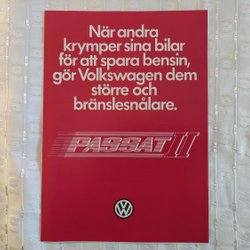 När andra
krymper sina bilar
för att spara bensin,
gör Volkswagen dem
större och
bränslesnålare.
PASSAT II
VW